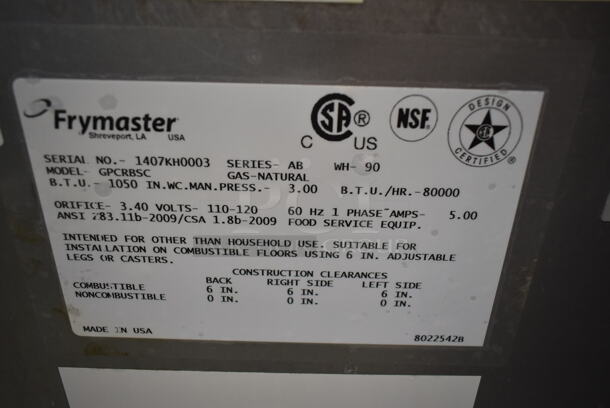 Frymaster
Shreveport, LA USA
CSA ®
C US
NSF®
DESIGN
CERTIFIED
SERIAL NO.- 1407KH0003 SERIES- AB WH- 90
MODEL- GPCRBSC GAS-NATURAL
B.T.U.- 1050 IN.WC.MAN.PRESS.- 3.00 B.T.U./HR.-80000
ORIFICE- 3.40 VOLTS- 110-120 60 HZ 1 PHASE AMPS- 5.00
ANSI Z83.11b-2009/CSA 1.8b-2009 FOOD SERVICE EQUIP.
INTENDED FOR OTHER THAN HOUSEHOLD USE. SUITABLE FOR
INSTALLATION ON COMBUSTIBLE FLOORS USING 6 IN. ADJUSTABLE
LEGS OR CASTERS.
CONSTRUCTION CLEARANCES
BACK RIGHT SIDE LEFT SIDE
COMBUSTIBLE 6 IN. 6 IN. 6 IN.
NONCOMBUSTIBLE 0 IN. 0 IN. 0 IN.
MADE IN USA
8022542B